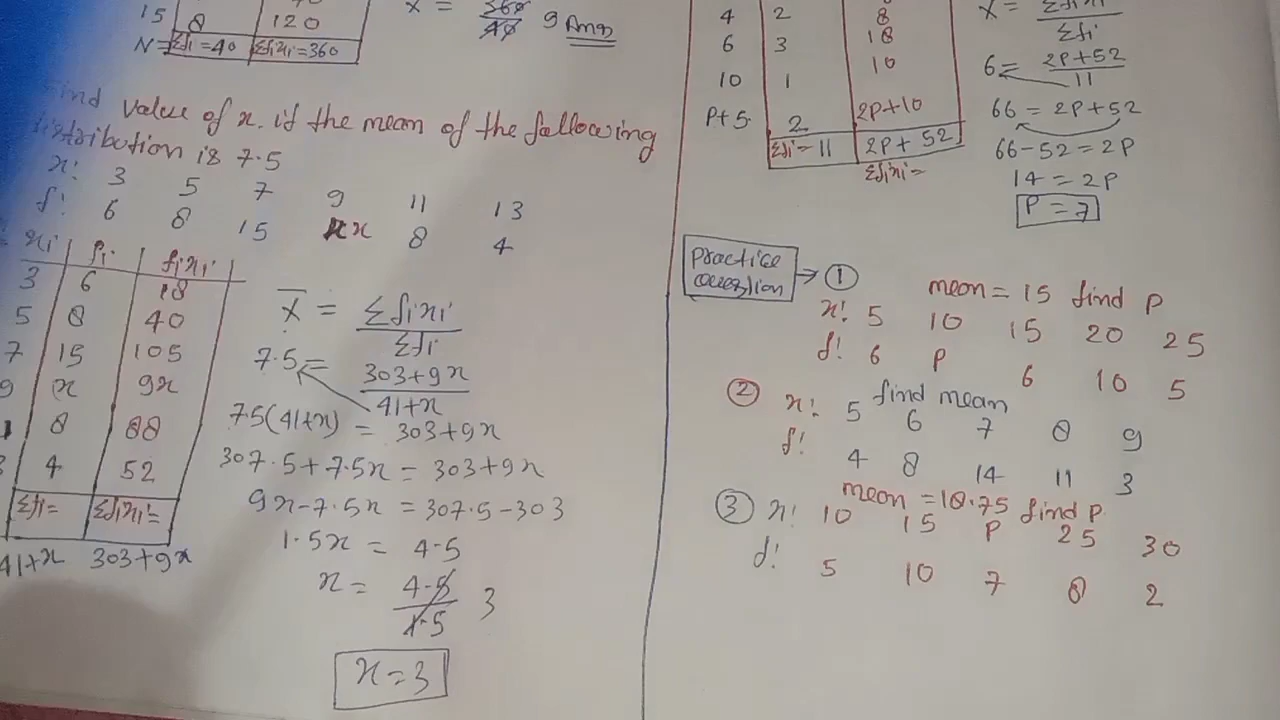 15 8 120
N = Σfi = 40 Σfixi = 360
x̄ = 360/40 9 Ans
Find value of x, if the mean of the following
distribution is 7.5
x: 3 5 7 9 11 13
f: 6 8 15 x 8 4
xi fi fixi
3 6 18
5 8 40
7 15 105
9 x 9x
8 88
4 52
Σfi = Σfixi =
41+x 303+9x
x̄ = Σfixi/Σfi
7.5 = 303+9x/41+x
7.5(41+x) = 303+9x
307.5+7.5x = 303+9x
9x-7.5x = 307.5-303
1.5x = 4.5
x = 4.5/1.5 3
x = 3
4 2 8
6 3 18
10 1 10
P+5 2 2P+10
Σfi = 11 2P + 52
Σfixi =
x̄ = Σfixi/Σfi
6 = 2P+52/11
66 = 2P+52
66-52 = 2P
14 = 2P
P = 7
Practice
Question → ①
mean = 15 find P
x: 5 10 15 20 25
f: 6 P 6 10 5
② find mean
x: 5 6 7 8 9
f: 4 8 14 11 3
③ mean = 18.75 find P
x: 10 15 P 25 30
f: 5 10 7 8 2